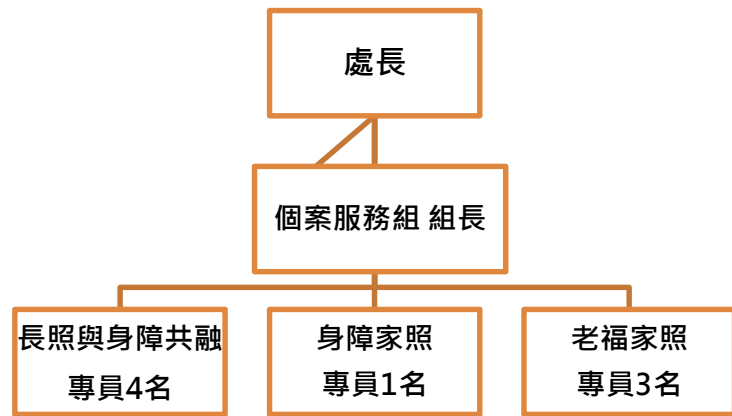 處長
個案服務組 組長
長照與身障共融
專員4名
身障家照
專員1名
老福家照
專員3名